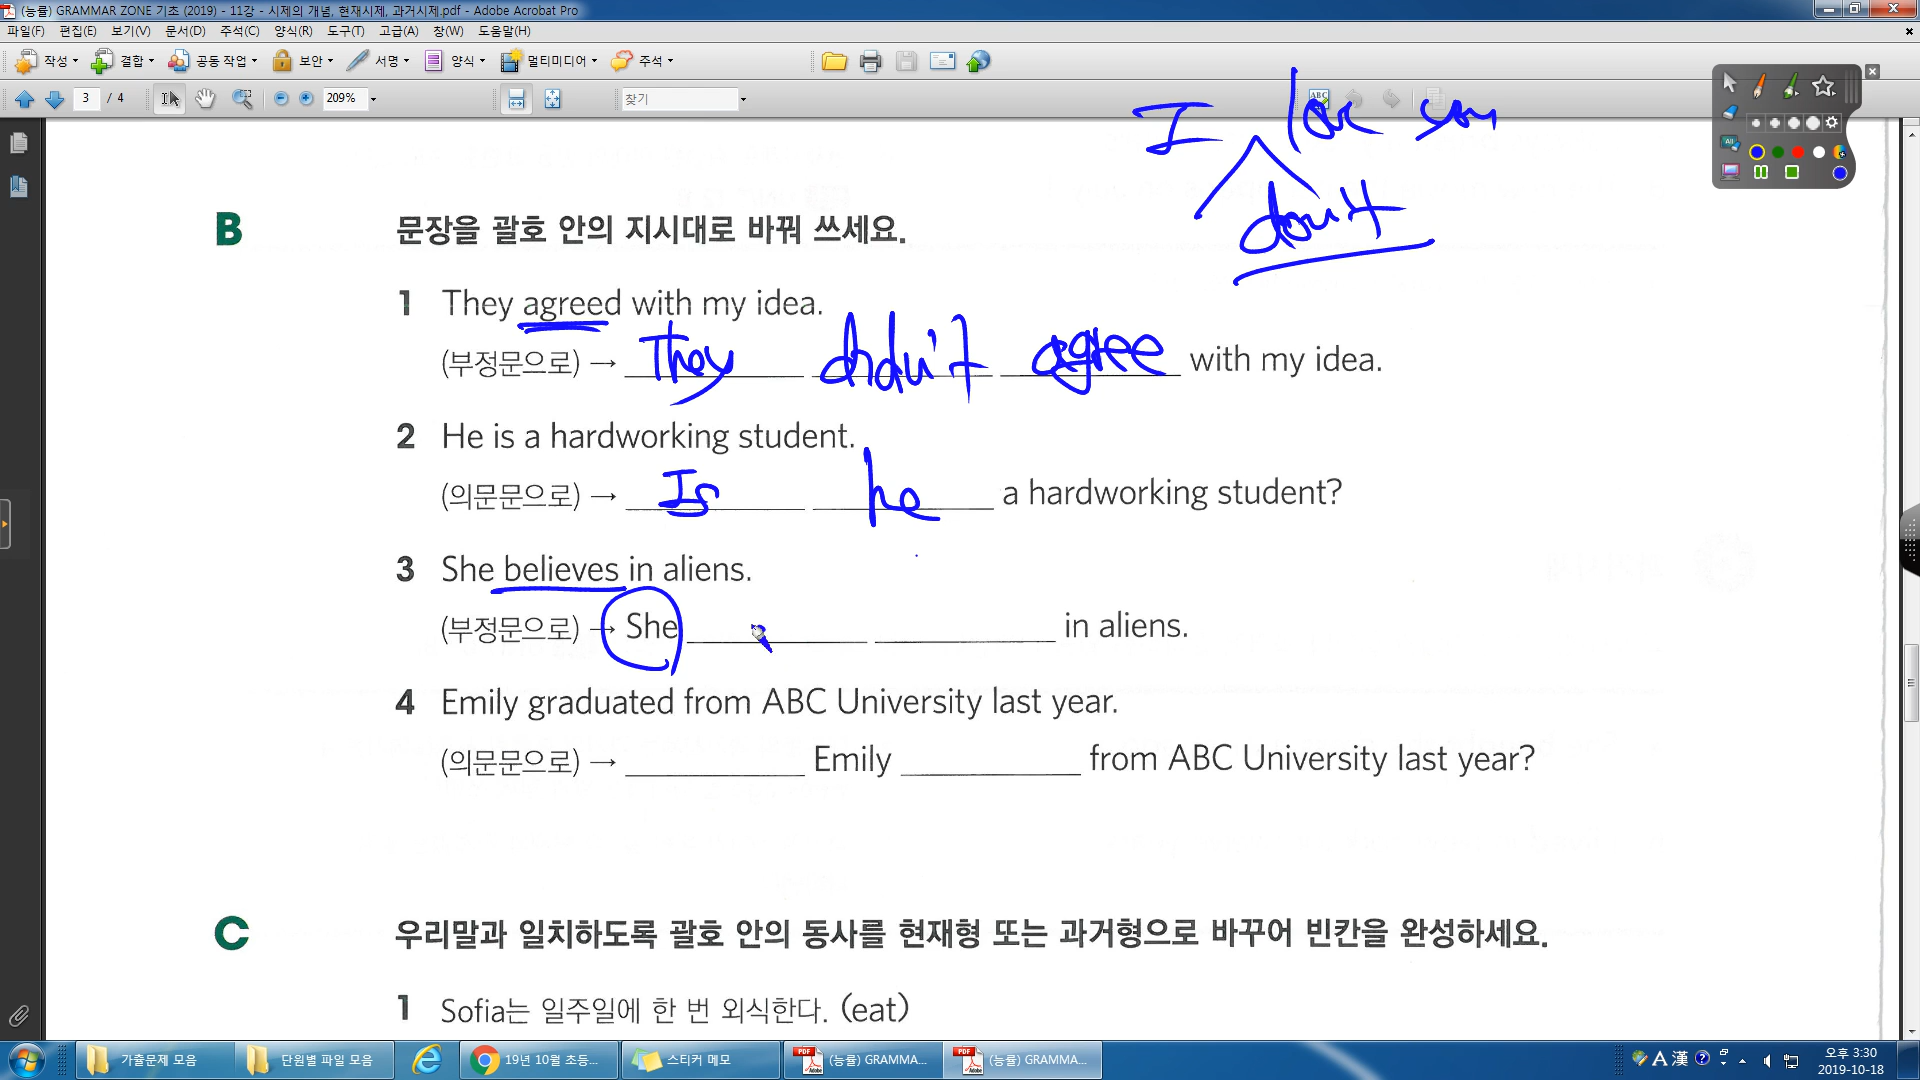 (능률) GRAMMAR ZONE 기초 (2019) - 11강 - 시제의 개념, 현재시제, 과거시제.pdf - Adobe Acrobat Pro
파일(F) 편집(E) 보기(V) 문서(D) 주석(C) 양식(R) 도구(T) 고급(A) 창(W) 도움말(H)
작성 결합 공동 작업 보안 서명 양식 멀티미디어 주석
3 / 4 209% 찾기
I love you
don't
B 문장을 괄호 안의 지시대로 바꿔 쓰세요.
1 They agreed with my idea.
(부정문으로) → They didn't agree with my idea.
2 He is a hardworking student.
(의문문으로) → Is he a hardworking student?
3 She believes in aliens.
(부정문으로) → She ____ ____ in aliens.
4 Emily graduated from ABC University last year.
(의문문으로) → ____ Emily ____ from ABC University last year?
C 우리말과 일치하도록 괄호 안의 동사를 현재형 또는 과거형으로 바꾸어 빈칸을 완성하세요.
1 Sofia는 일주일에 한 번 외식한다. (eat)
가출문제 모음 단원별 파일 모음 19년 10월 초등... 스티커 메모 (능률) GRAMMA... (능률) GRAMMA... A 漢 오후 3:30
2019-10-18